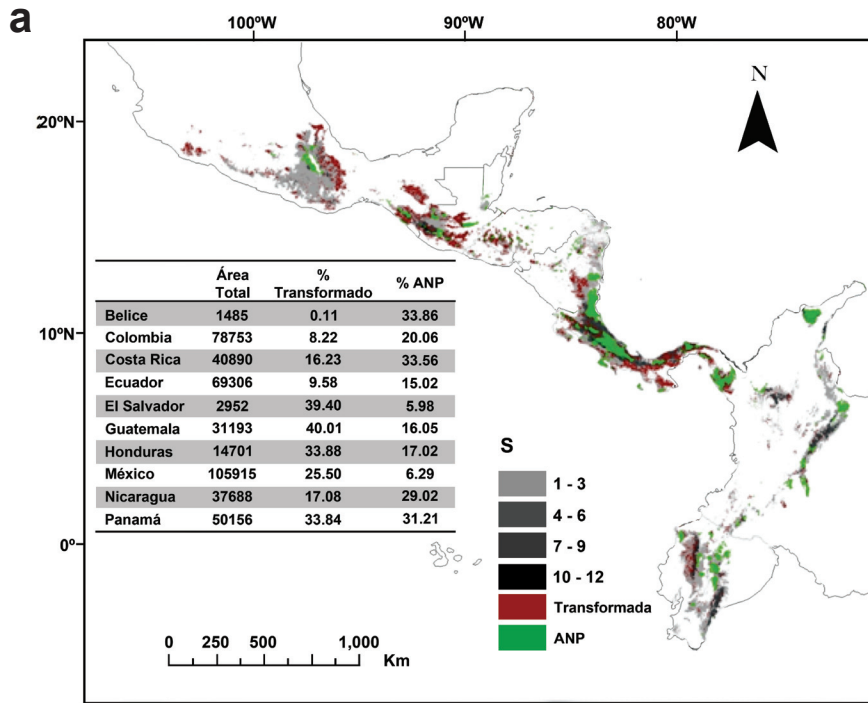 a
100ºW 90ºW 80ºW
N
20ºN
Área Total % Transformado % ANP
Belice 1485 0.11 33.86
Colombia 78753 8.22 20.06
Costa Rica 40890 16.23 33.56
Ecuador 69306 9.58 15.02
El Salvador 2952 39.40 5.98
Guatemala 31193 40.01 16.05
Honduras 14701 33.88 17.02
México 105915 25.50 6.29
Nicaragua 37688 17.08 29.02
Panamá 50156 33.84 31.21
10ºN
0º
S
1 - 3
4 - 6
7 - 9
10 - 12
Transformada
ANP
0 250 500 1,000
Km